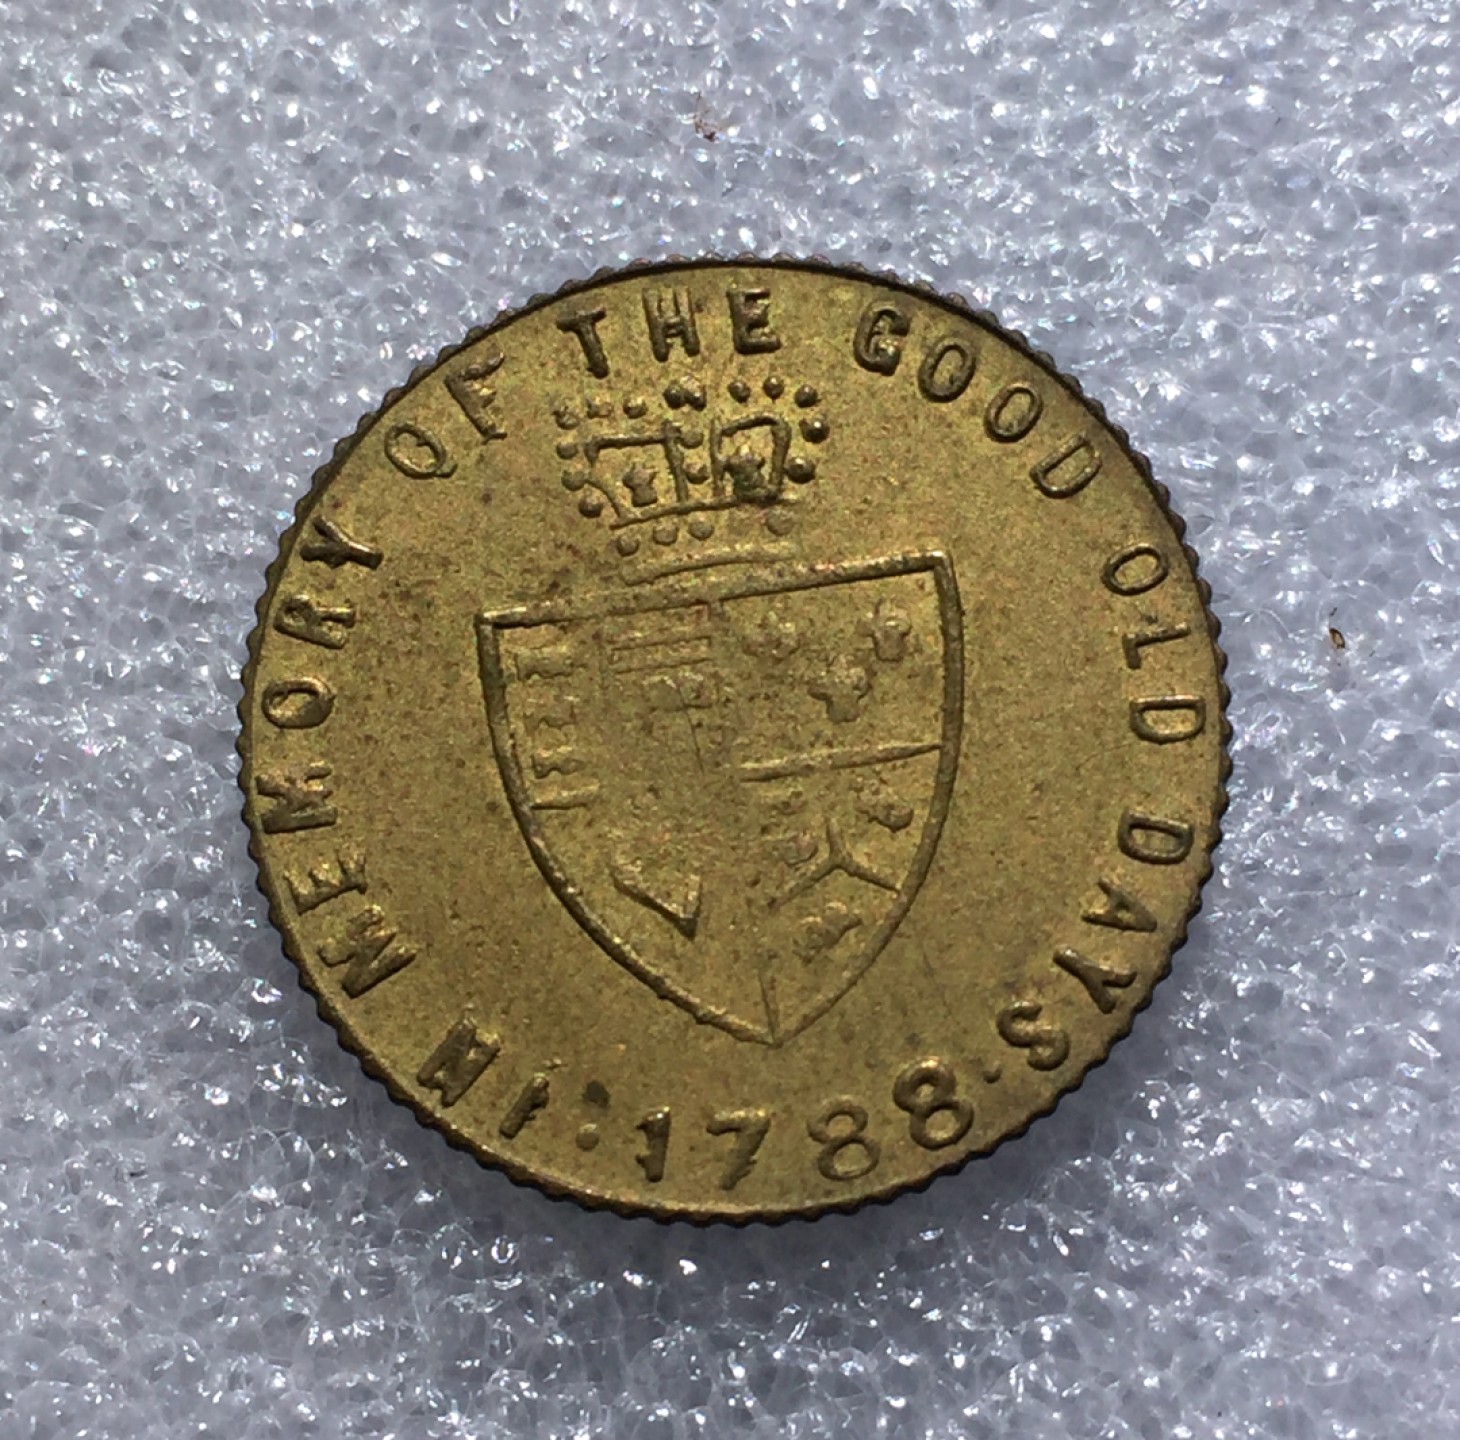 IN MEMORY OF THE GOOD OLD DAYS
1788